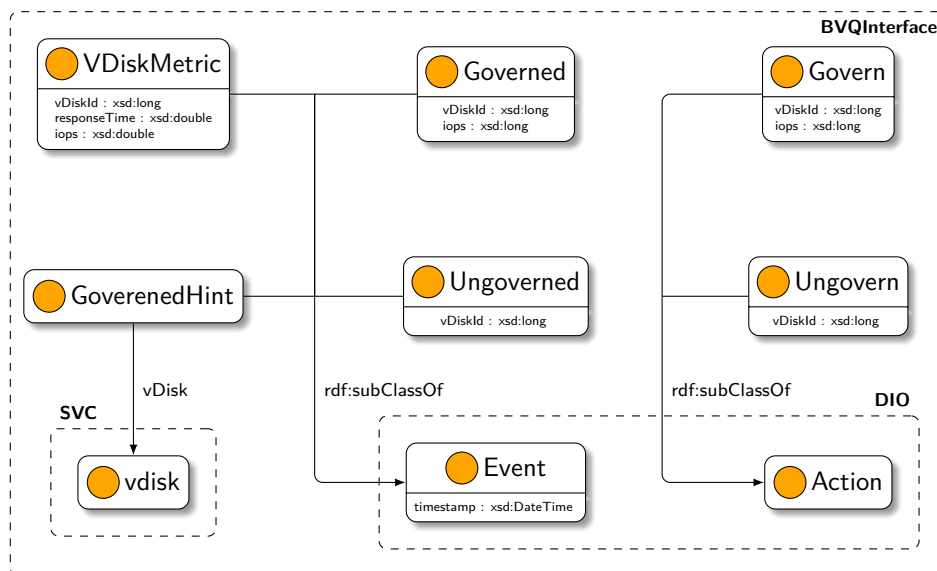 BVQInterface
VDiskMetric
vDiskId : xsd:long
responseTime : xsd:double
iops : xsd:double
Governed
vDiskId : xsd:long
iops : xsd:long
Govern
vDiskId : xsd:long
iops : xsd:long
GoverenedHint
Ungoverned
vDiskId : xsd:long
Ungovern
vDiskId : xsd:long
vDisk
rdf:subClassOf
rdf:subClassOf
SVC
DIO
vdisk
Event
timestamp : xsd:DateTime
Action